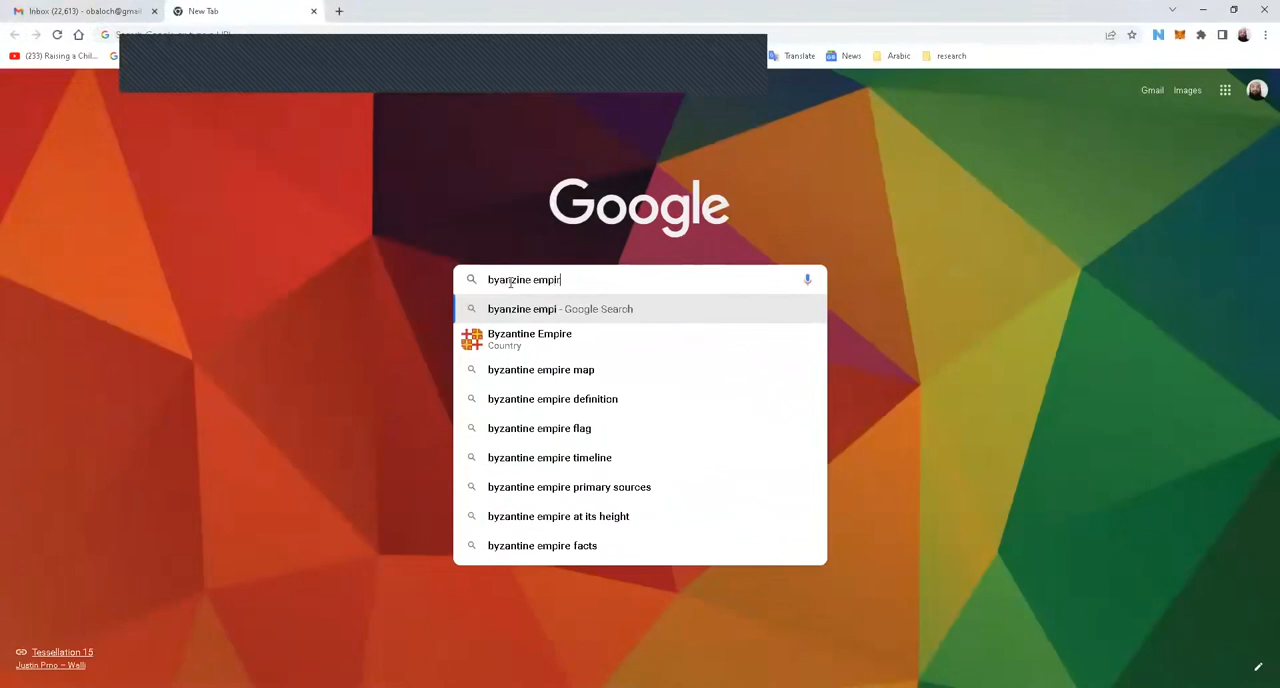 Inbox (22,613) - obaloch@gmail
New Tab
(233) Raising a Chil...
Translate
News
Arabic
research
Gmail
Images
Google
byanzine empir
byanzine empi - Google Search
Byzantine Empire
Country
byzantine empire map
byzantine empire definition
byzantine empire flag
byzantine empire timeline
byzantine empire primary sources
byzantine empire at its height
byzantine empire facts
Tessellation 15
Justin Prno – Walli